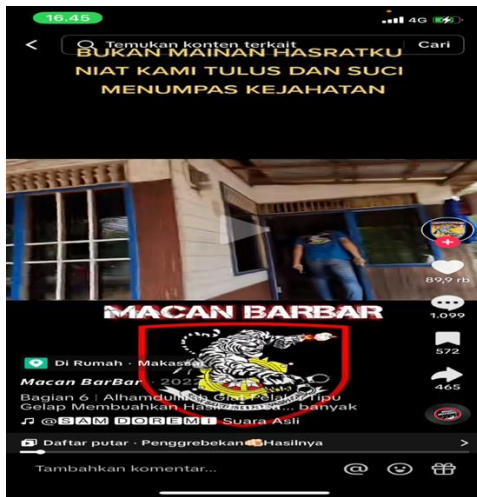 16.45
4G
Temukan konten terkait
Cari
BUKAN MAINAN HASRATKU
NIAT KAMI TULUS DAN SUCI
MENUMPAS KEJAHATAN
89,9 rb
MACAN BARBAR
1.099
572
Di Rumah · Makassar
Macan BarBar · 2022
465
Bagian 6 | Alhamdulillah Giat Pelaku Tipu
Gelap Membuahkan Hasil banyak
@SAM DOREMI Suara Asli
Daftar putar · Penggrebekan👊Hasilnya
Tambahkan komentar...